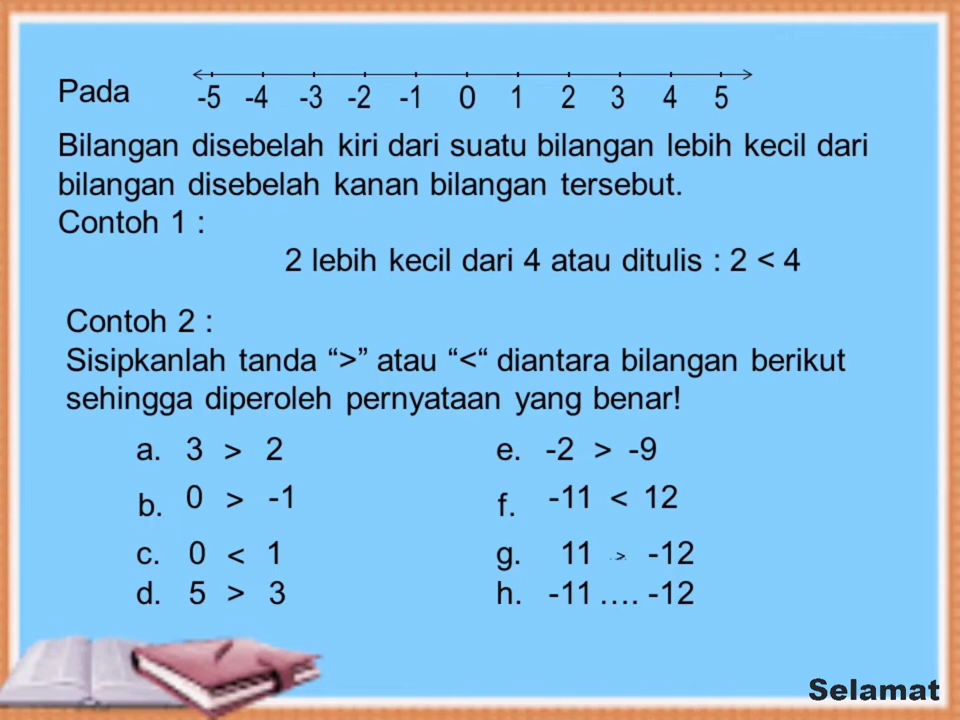 Pada
-5 -4 -3 -2 -1 0 1 2 3 4 5
Bilangan disebelah kiri dari suatu bilangan lebih kecil dari
bilangan disebelah kanan bilangan tersebut.
Contoh 1 :
2 lebih kecil dari 4 atau ditulis : 2 < 4
Contoh 2 :
Sisipkanlah tanda “>” atau “<“ diantara bilangan berikut
sehingga diperoleh pernyataan yang benar!
a. 3 > 2
b. 0 > -1
c. 0 < 1
d. 5 > 3
e. -2 > -9
f. -11 < 12
g. 11 > -12
h. -11 .... -12
Selamat